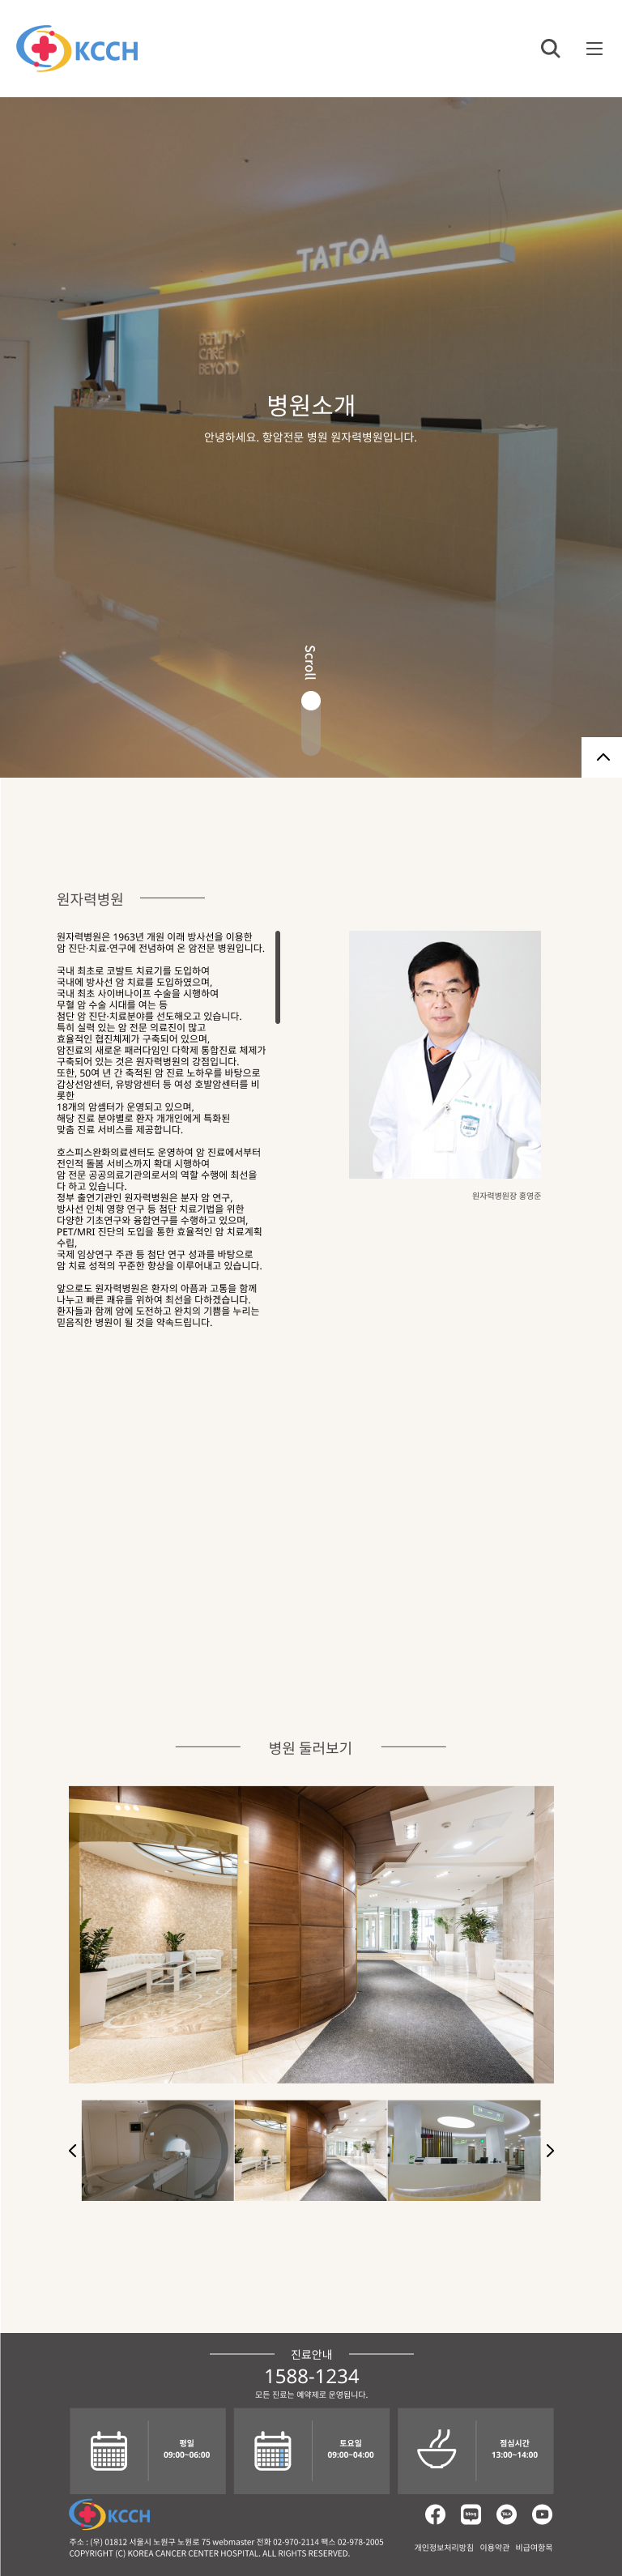 KCCH
TATOA
BEAUTY
CARE
BEYOND
병원소개
안녕하세요. 항암전문 병원 원자력병원입니다.
Scroll
원자력병원
원자력병원은 1963년 개원 이래 방사선을 이용한
암 진단·치료·연구에 전념하여 온 암전문 병원입니다.
국내 최초로 코발트 치료기를 도입하여
국내에 방사선 암 치료를 도입하였으며,
국내 최초 사이버나이프 수술을 시행하여
무혈 암 수술 시대를 여는 등
첨단 암 진단·치료분야를 선도해오고 있습니다.
특히 실력 있는 암 전문 의료진이 많고
효율적인 협진체제가 구축되어 있으며,
암진료의 새로운 패러다임인 다학제 통합진료 체제가
구축되어 있는 것은 원자력병원의 강점입니다.
또한, 50여 년 간 축적된 암 진료 노하우를 바탕으로
갑상선암센터, 유방암센터 등 여성 호발암센터를 비
롯한
18개의 암셈터가 운영되고 있으며,
해당 진료 분야별로 환자 개개인에게 특화된
맞춤 진료 서비스를 제공합니다.
호스피스완화의료센터도 운영하여 암 진료에서부터
전인적 돌봄 서비스까지 확대 시행하여
암 전문 공공의료기관의로서의 역할 수행에 최선을
다 하고 있습니다.
정부 출연기관인 원자력병원은 분자 암 연구,
방사선 인체 영향 연구 등 첨단 치료기법을 위한
다양한 기초연구와 융합연구를 수행하고 있으며,
PET/MRI 진단의 도입을 통한 효율적인 암 치료계획
수립,
국제 임상연구 주관 등 첨단 연구 성과를 바탕으로
암 치료 성적의 꾸준한 향상을 이루어내고 있습니다.
앞으로도 원자력병원은 환자의 아픔과 고통을 함께
나누고 빠른 쾌유를 위하여 최선을 다하겠습니다.
환자들과 함께 암에 도전하고 완치의 기쁨을 누리는
믿음직한 병원이 될 것을 약속드립니다.
원자력병원장 홍영준
병원 둘러보기
진료안내
1588-1234
모든 진료는 예약제로 운영됩니다.
평일
09:00~06:00
토요일
09:00~04:00
점심시간
13:00~14:00
KCCH
blog
TALK
주소 : (우) 01812 서울시 노원구 노원로 75 webmaster 전화 02-970-2114 팩스 02-978-2005
COPYRIGHT (C) KOREA CANCER CENTER HOSPITAL. ALL RIGHTS RESERVED.
개인정보처리방침 이용약관 비급여항목